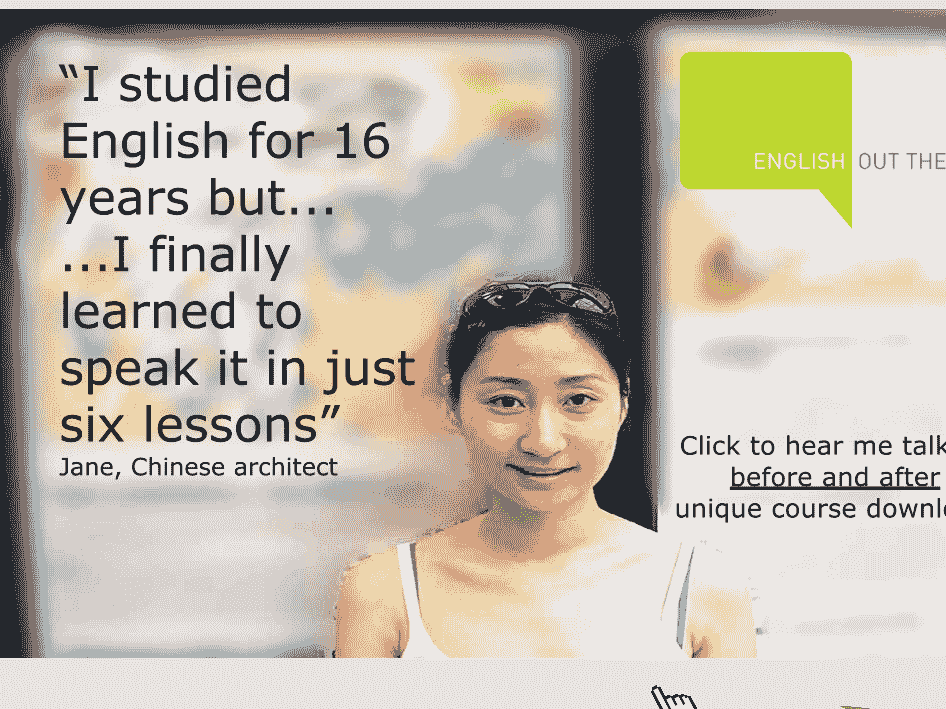 “I studied
English for 16
years but...
...I finally
learned to
speak it in just
six lessons”
Jane, Chinese architect
ENGLISH OUT THE
Click to hear me talk
before and after
unique course